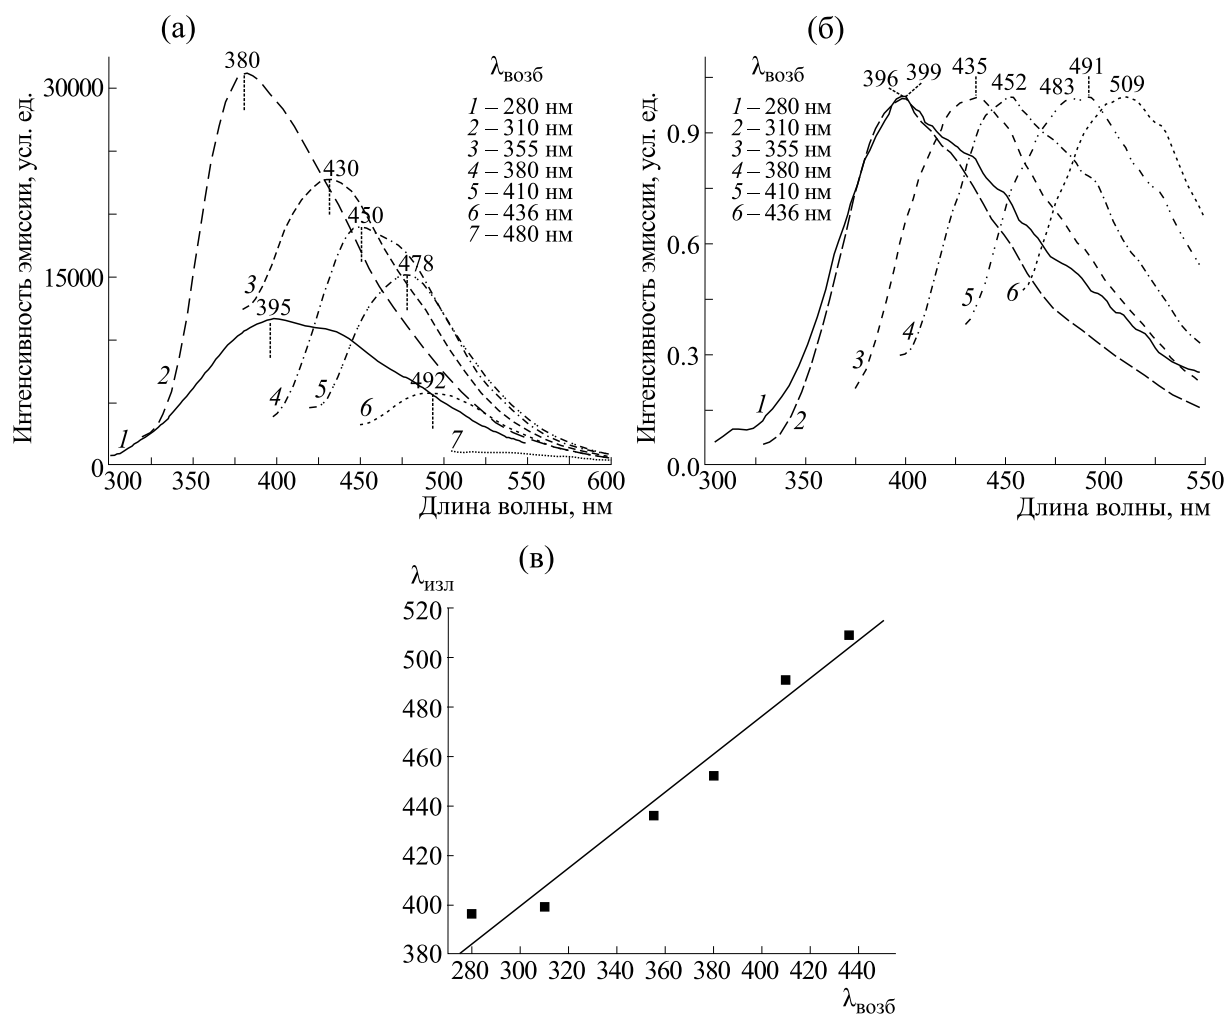 (а)
Интенсивность эмиссии, усл. ед.
30000
15000
0
300 350 400 450 500 550 600
Длина волны, нм
380
430
450
478
395
492
1
2
3
4
5
6
7
λвозб
1 – 280 нм
2 – 310 нм
3 – 355 нм
4 – 380 нм
5 – 410 нм
6 – 436 нм
7 – 480 нм
(б)
Интенсивность эмиссии, усл. ед.
0.9
0.6
0.3
0.0
300 350 400 450 500 550
Длина волны, нм
396 399 435 452 483 491 509
λвозб
1 – 280 нм
2 – 310 нм
3 – 355 нм
4 – 380 нм
5 – 410 нм
6 – 436 нм
1
2
3
4
5
6
(в)
λизл
520
500
480
460
440
420
400
380
280 300 320 340 360 380 400 420 440
λвозб